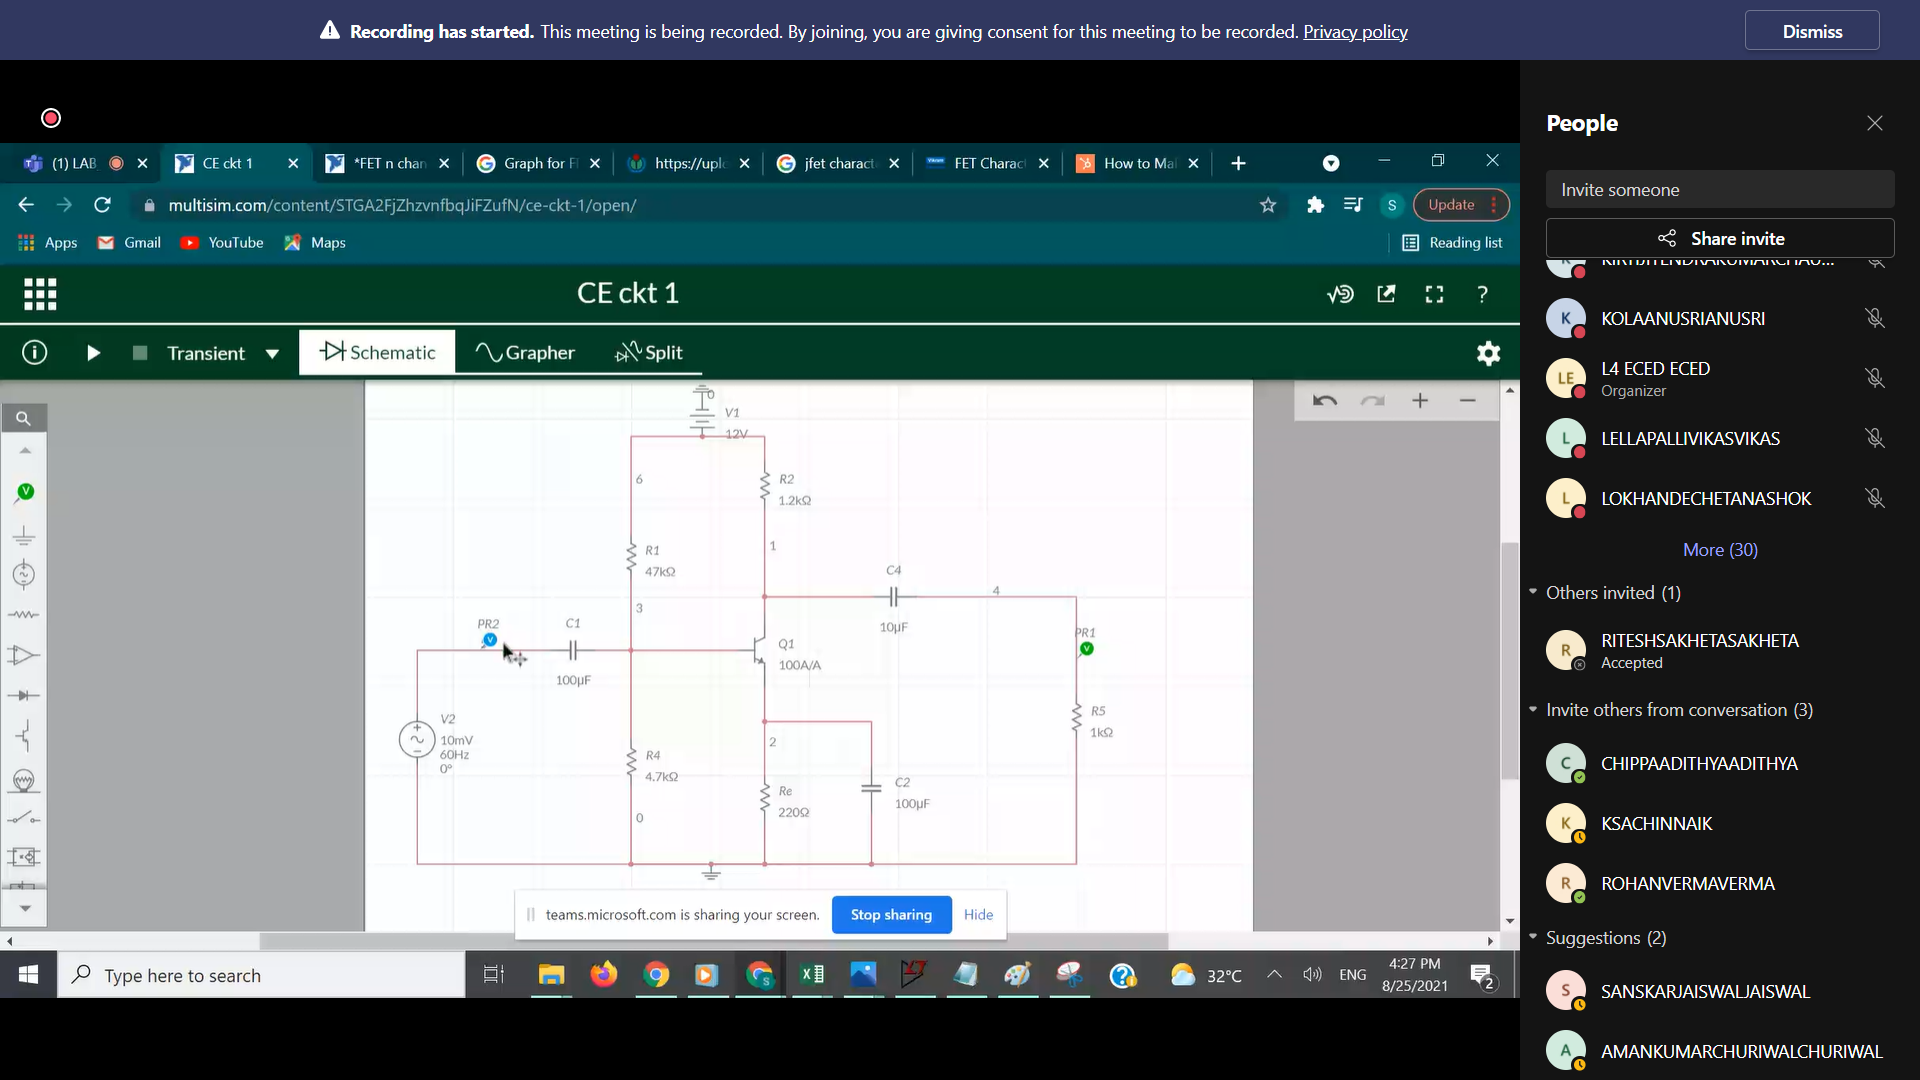 Recording has started. This meeting is being recorded. By joining, you are giving consent for this meeting to be recorded. Privacy policy
Dismiss
(1) LAB
CE ckt 1
*FET n chan
Graph for F
https://uplo
jfet charact
FET Charac
How to Mal
multisim.com/content/STGA2FjZhzvnfbqJiFZufN/ce-ckt-1/open/
S
Update
Apps
Gmail
YouTube
Maps
Reading list
CE ckt 1
?
Transient
Schematic
Grapher
Split
0
V1
12V
6
R2
1.2kΩ
1
R1
47kΩ
3
C4
10µF
4
PR2
V
C1
100µF
Q1
100A/A
PR1
V
V2
10mV
60Hz
0°
R4
4.7kΩ
0
2
Re
220Ω
C2
100µF
R5
1kΩ
teams.microsoft.com is sharing your screen.
Stop sharing
Hide
Type here to search
32°C
ENG
4:27 PM
8/25/2021
2
People
Invite someone
Share invite
K
KOLAANUSRIANUSRI
LE
L4 ECED ECED
Organizer
L
LELLAPALLIVIKASVIKAS
L
LOKHANDECHETANASHOK
More (30)
Others invited (1)
R
RITESHSAKHETASAKHETA
Accepted
Invite others from conversation (3)
C
CHIPPAADITHYAADITHYA
K
KSACHINNAIK
R
ROHANVERMAVERMA
Suggestions (2)
S
SANSKARJAISWALJAISWAL
A
AMANKUMARCHURIWALCHURIWAL